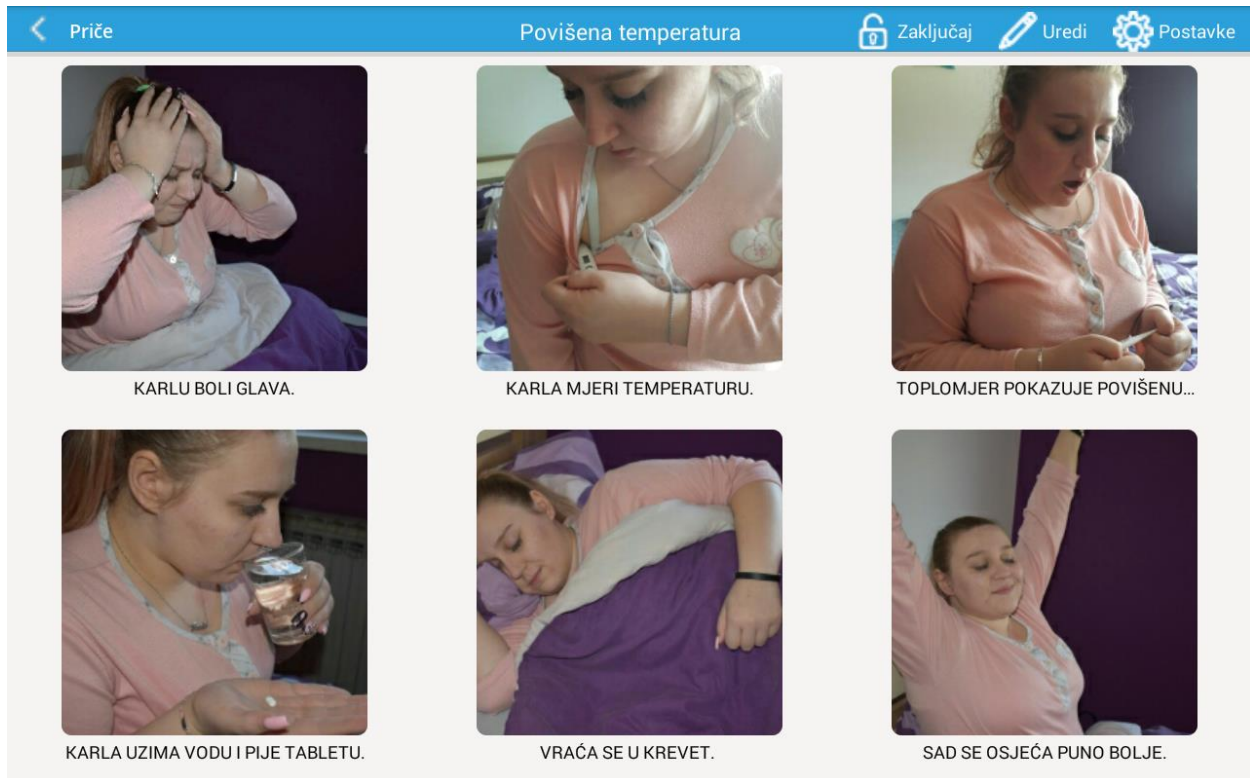 Priče
Povišena temperatura
Zaključaj
Uredi
Postavke
KARLU BOLI GLAVA.
KARLA MJERI TEMPERATURU.
TOPLOMJER POKAZUJE POVIŠENU...
KARLA UZIMA VODU I PIJE TABLETU.
VRAĆA SE U KREVET.
SAD SE OSJEĆA PUNO BOLJE.